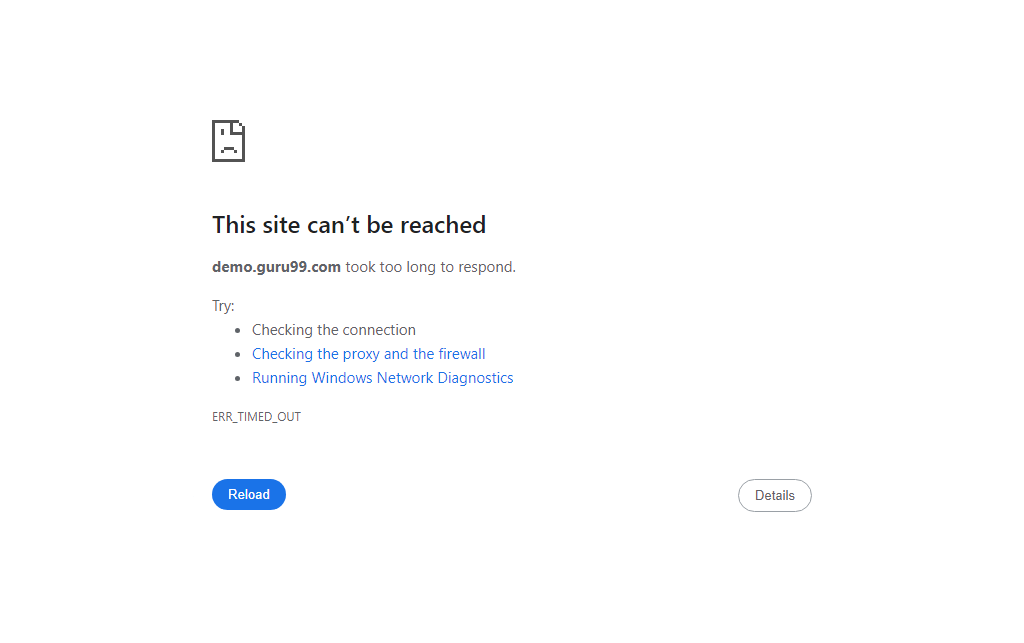 This site can’t be reached
demo.guru99.com took too long to respond.
Try:
• Checking the connection
• Checking the proxy and the firewall
• Running Windows Network Diagnostics
ERR_TIMED_OUT
Reload
Details